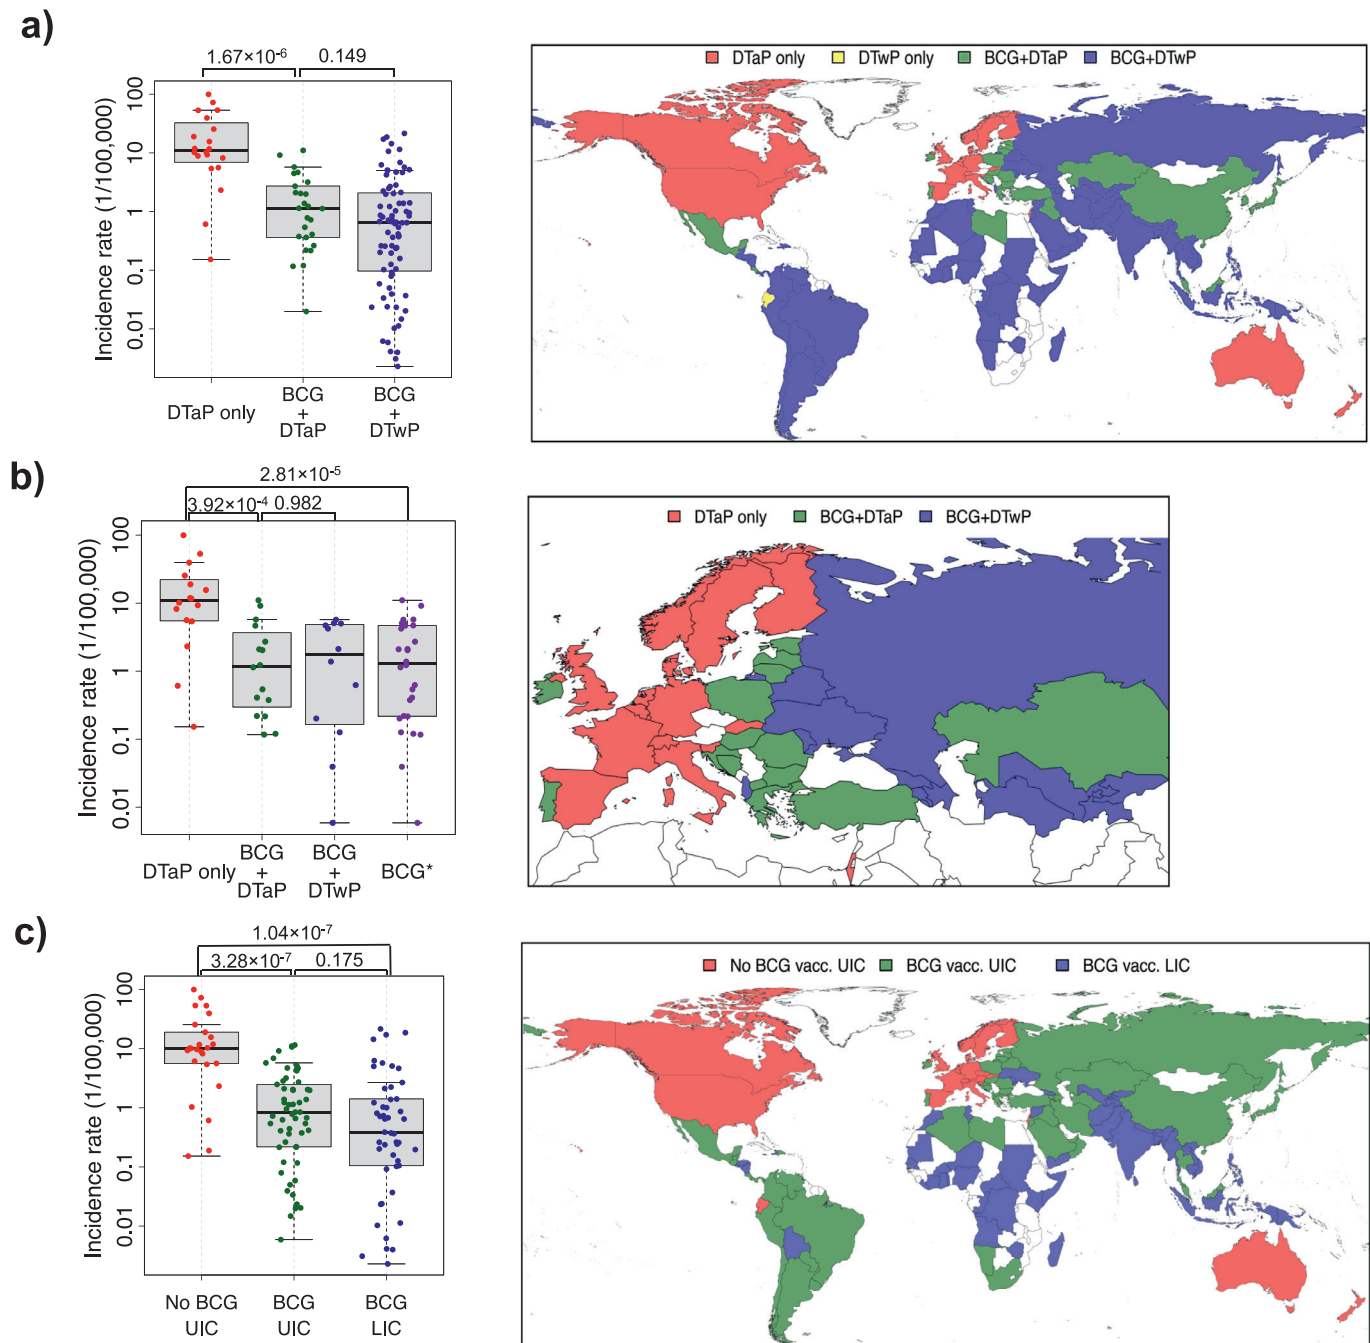 a)
1.67×10-6 0.149
Incidence rate (1/100,000)
100
10
1
0.1
0.01
DTaP only
BCG
+
DTaP
BCG
+
DTwP
DTaP only DTwP only BCG+DTaP BCG+DTwP
b)
2.81×10-5
3.92×10-4 0.982
Incidence rate (1/100,000)
100
10
1
0.1
0.01
DTaP only
BCG
+
DTaP
BCG
+
DTwP
BCG*
DTaP only BCG+DTaP BCG+DTwP
c)
1.04×10-7
3.28×10-7 0.175
Incidence rate (1/100,000)
100
10
1
0.1
0.01
No BCG
UIC
BCG
UIC
BCG
LIC
No BCG vacc. UIC BCG vacc. UIC BCG vacc. LIC